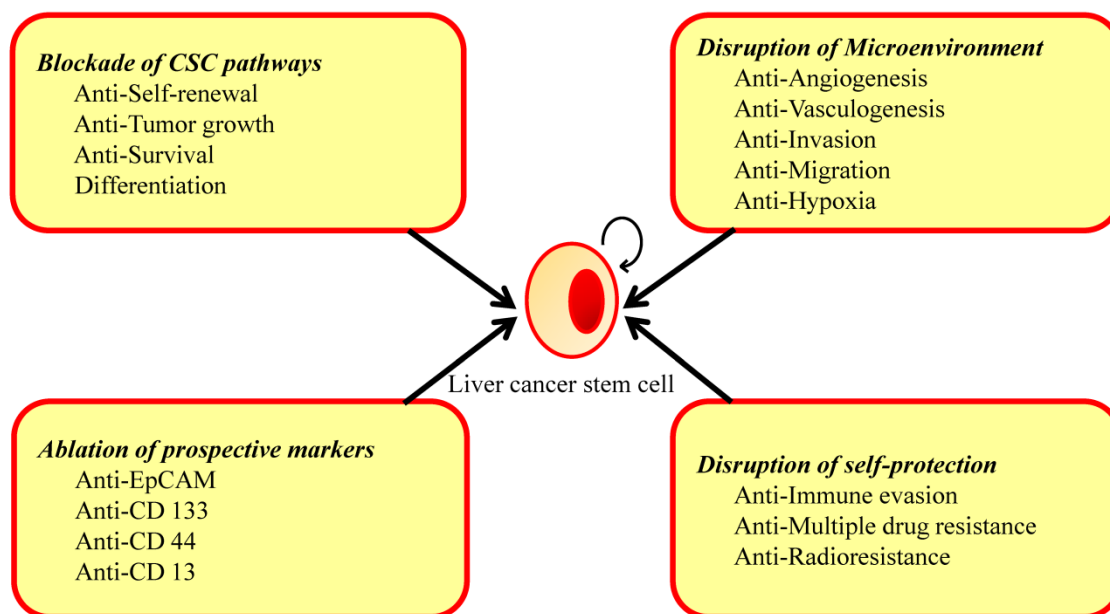 Blockade of CSC pathways
Anti-Self-renewal
Anti-Tumor growth
Anti-Survival
Differentiation
Disruption of Microenvironment
Anti-Angiogenesis
Anti-Vasculogenesis
Anti-Invasion
Anti-Migration
Anti-Hypoxia
Liver cancer stem cell
Ablation of prospective markers
Anti-EpCAM
Anti-CD 133
Anti-CD 44
Anti-CD 13
Disruption of self-protection
Anti-Immune evasion
Anti-Multiple drug resistance
Anti-Radioresistance